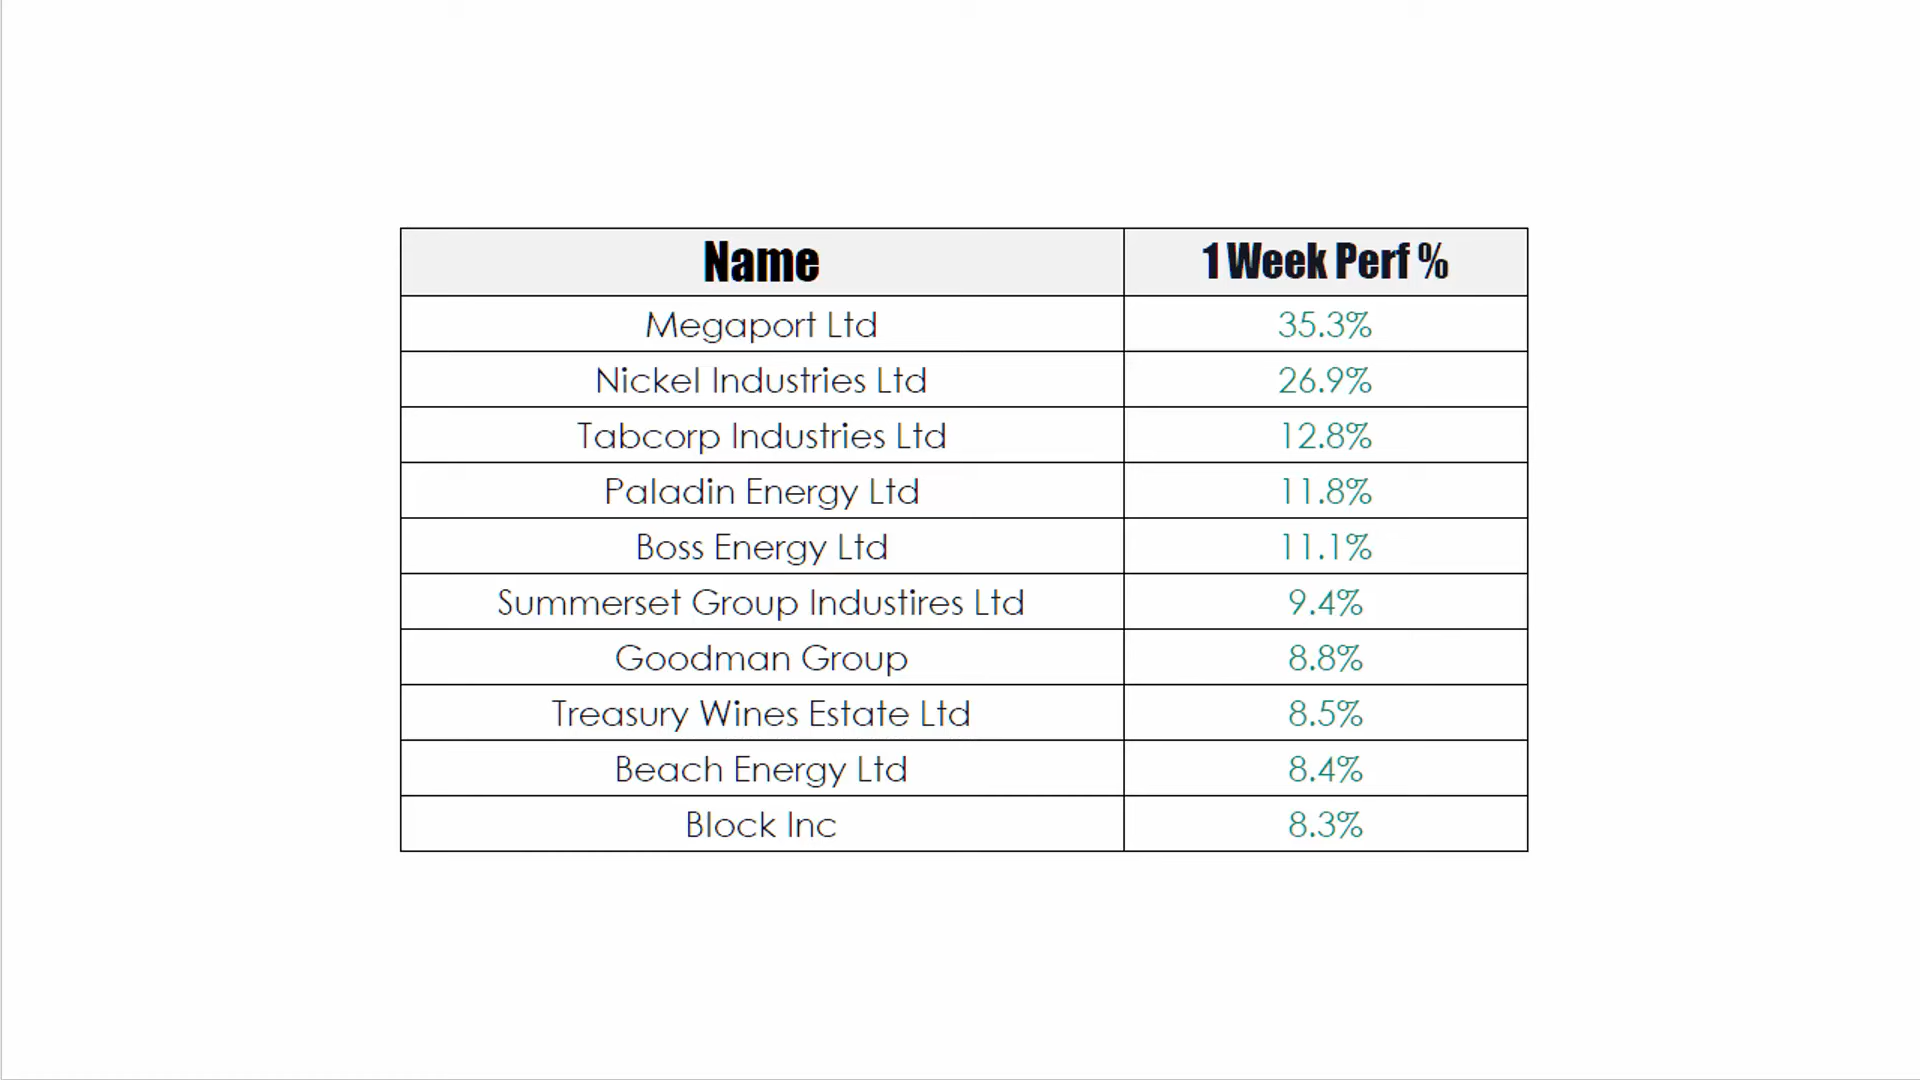 Name 1 Week Perf %
Megaport Ltd 35.3%
Nickel Industries Ltd 26.9%
Tabcorp Industries Ltd 12.8%
Paladin Energy Ltd 11.8%
Boss Energy Ltd 11.1%
Summerset Group Industires Ltd 9.4%
Goodman Group 8.8%
Treasury Wines Estate Ltd 8.5%
Beach Energy Ltd 8.4%
Block Inc 8.3%